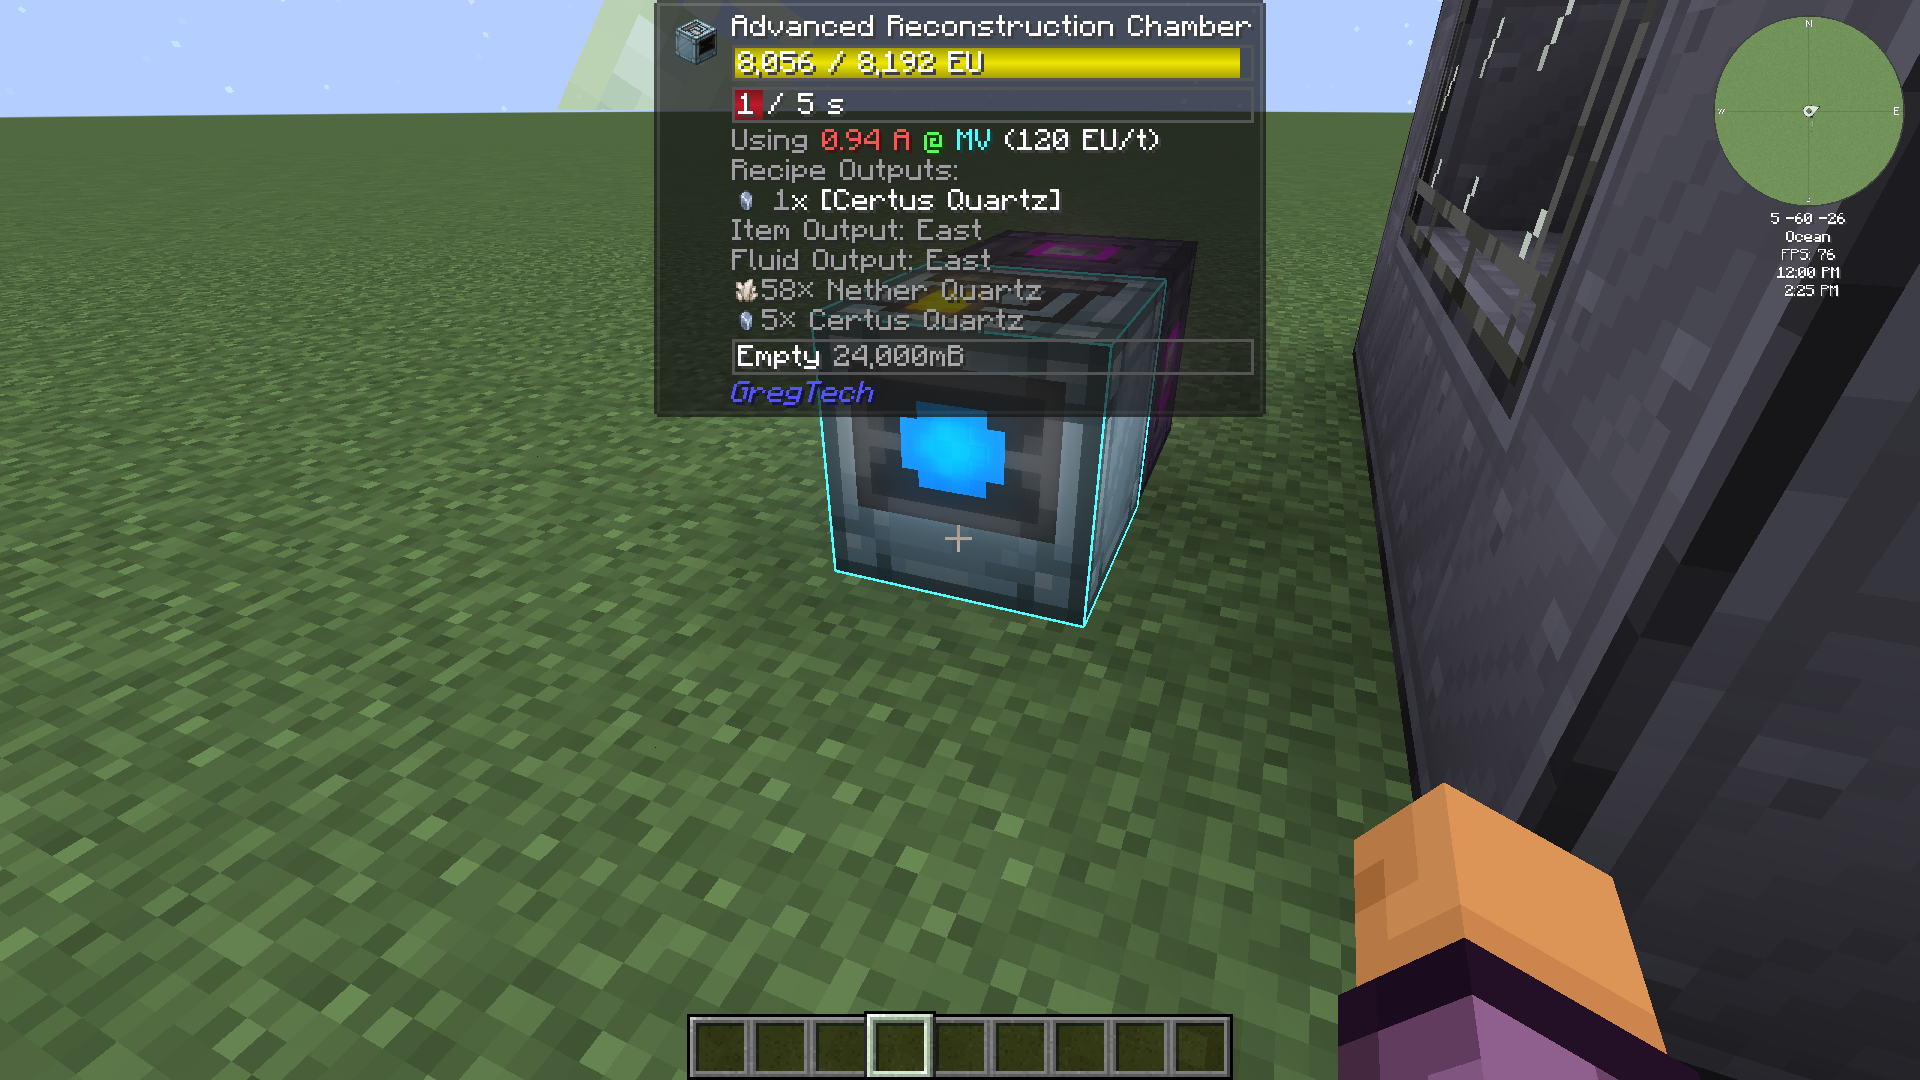 Advanced Reconstruction Chamber
8,056 / 8,192 EU
1 / 5 s
Using 0.94 A @ MV (120 EU/t)
Recipe Outputs:
1x [Certus Quartz]
Item Output: East
Fluid Output: East
58× Nether Quartz
5× Certus Quartz
Empty 24,000mB
GregTech
N
W
E
S
5 -60 -26
Ocean
FPS: 76
12:00 PM
2:25 PM